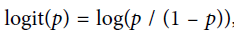 logit(p) = log(p / (1 − p)),